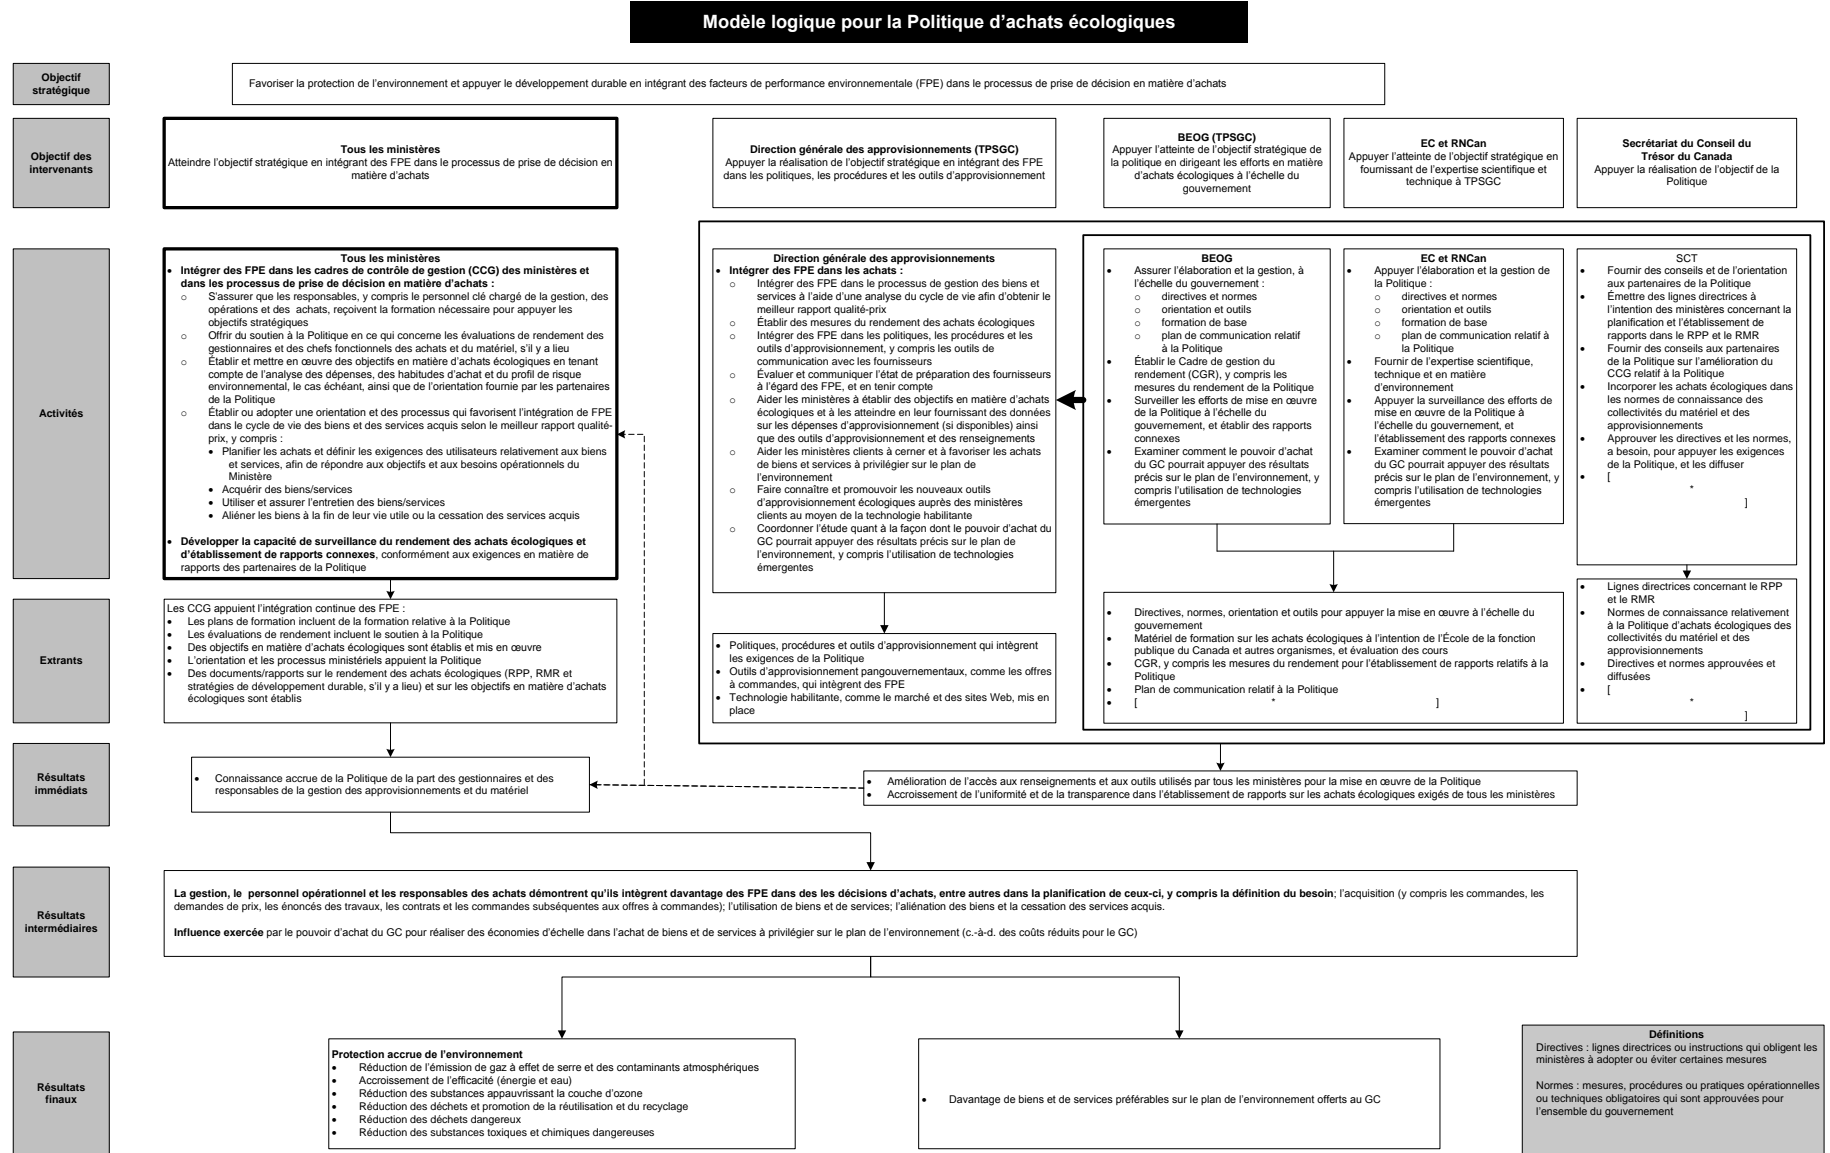 Modèle logique pour la Politique d’achats écologiques
Objectif
stratégique
Favoriser la protection de l’environnement et appuyer le développement durable en intégrant des facteurs de performance environnementale (FPE) dans le processus de prise de décision en matière d’achats
Objectif des
intervenants
Tous les ministères
Atteindre l’objectif stratégique en intégrant des FPE dans le processus de prise de décision en
matière d’achats
Direction générale des approvisionnements (TPSGC)
Appuyer la réalisation de l’objectif stratégique en intégrant des FPE
dans les politiques, les procédures et les outils d’approvisionnement
BEOG (TPSGC)
Appuyer l’atteinte de l’objectif stratégique de
la politique en dirigeant les efforts en matière
d’achats écologiques à l’échelle du
gouvernement
EC et RNCan
Appuyer l’atteinte de l’objectif stratégique en
fournissant de l’expertise scientifique et
technique à TPSGC
Secrétariat du Conseil du
Trésor du Canada
Appuyer la réalisation de l’objectif de la
Politique
Activités
Tous les ministères
• Intégrer des FPE dans les cadres de contrôle de gestion (CCG) des ministères et
dans les processus de prise de décision en matière d’achats :
○ S’assurer que les responsables, y compris le personnel clé chargé de la gestion, des
opérations et des achats, reçoivent la formation nécessaire pour appuyer les
objectifs stratégiques
○ Offrir du soutien à la Politique en ce qui concerne les évaluations de rendement des
gestionnaires et des chefs fonctionnels des achats et du matériel, s’il y a lieu
○ Établir et mettre en œuvre des objectifs en matière d’achats écologiques en tenant
compte de l’analyse des dépenses, des habitudes d’achat et du profil de risque
environnemental, le cas échéant, ainsi que de l’orientation fournie par les partenaires
de la Politique
○ Établir ou adopter une orientation et des processus qui favorisent l’intégration de FPE
dans le cycle de vie des biens et des services acquis selon le meilleur rapport qualité-
prix, y compris :
• Planifier les achats et définir les exigences des utilisateurs relativement aux biens
et services, afin de répondre aux objectifs et aux besoins opérationnels du
Ministère
• Acquérir des biens/services
• Utiliser et assurer l’entretien des biens/services
• Aliéner les biens à la fin de leur vie utile ou la cessation des services acquis
• Développer la capacité de surveillance du rendement des achats écologiques et
d’établissement de rapports connexes, conformément aux exigences en matière de
rapports des partenaires de la Politique
Direction générale des approvisionnements
• Intégrer des FPE dans les achats :
○ Intégrer des FPE dans le processus de gestion des biens et
services à l’aide d’une analyse du cycle de vie afin d’obtenir le
meilleur rapport qualité-prix
○ Établir des mesures du rendement des achats écologiques
○ Intégrer des FPE dans les politiques, les procédures et les
outils d’approvisionnement, y compris les outils de
communication avec les fournisseurs
○ Évaluer et communiquer l’état de préparation des fournisseurs
à l’égard des FPE, et en tenir compte
○ Aider les ministères à établir des objectifs en matière d’achats
écologiques et à les atteindre en leur fournissant des données
sur les dépenses d’approvisionnement (si disponibles) ainsi
que des outils d’approvisionnement et des renseignements
○ Aider les ministères clients à cerner et à favoriser les achats
de biens et services à privilégier sur le plan de
l’environnement
○ Faire connaître et promouvoir les nouveaux outils
d’approvisionnement écologiques auprès des ministères
clients au moyen de la technologie habilitante
○ Coordonner l’étude quant à la façon dont le pouvoir d’achat du
GC pourrait appuyer des résultats précis sur le plan de
l’environnement, y compris l’utilisation de technologies
émergentes
BEOG
• Assurer l’élaboration et la gestion, à
l’échelle du gouvernement :
○ directives et normes
○ orientation et outils
○ formation de base
○ plan de communication relatif
à la Politique
• Établir le Cadre de gestion du
rendement (CGR), y compris les
mesures du rendement de la Politique
• Surveiller les efforts de mise en œuvre
de la Politique à l’échelle du
gouvernement, et établir des rapports
connexes
• Examiner comment le pouvoir d’achat
du GC pourrait appuyer des résultats
précis sur le plan de l’environnement, y
compris l’utilisation de technologies
émergentes
EC et RNCan
• Appuyer l’élaboration et la gestion de
la Politique :
○ directives et normes
○ orientation et outils
○ formation de base
○ plan de communication relatif à
la Politique
• Fournir de l’expertise scientifique,
technique et en matière
d’environnement
• Appuyer la surveillance des efforts de
mise en œuvre de la Politique à
l’échelle du gouvernement, et
l’établissement des rapports connexes
• Examiner comment le pouvoir d’achat
du GC pourrait appuyer des résultats
précis sur le plan de l’environnement, y
compris l’utilisation de technologies
émergentes
SCT
• Fournir des conseils et de l’orientation
aux partenaires de la Politique
• Émettre des lignes directrices à
l’intention des ministères concernant la
planification et l’établissement de
rapports dans le RPP et le RMR
• Fournir des conseils aux partenaires
de la Politique sur l’amélioration du
CCG relatif à la Politique
• Incorporer les achats écologiques dans
les normes de connaissance des
collectivités du matériel et des
approvisionnements
• Approuver les directives et les normes,
a besoin, pour appuyer les exigences
de la Politique, et les diffuser
• [
*
]
Extrants
Les CCG appuient l’intégration continue des FPE :
• Les plans de formation incluent de la formation relative à la Politique
• Les évaluations de rendement incluent le soutien à la Politique
• Des objectifs en matière d’achats écologiques sont établis et mis en œuvre
• L’orientation et les processus ministériels appuient la Politique
• Des documents/rapports sur le rendement des achats écologiques (RPP, RMR et
stratégies de développement durable, s’il y a lieu) et sur les objectifs en matière d’achats
écologiques sont établis
• Politiques, procédures et outils d’approvisionnement qui intègrent
les exigences de la Politique
• Outils d’approvisionnement pangouvernementaux, comme les offres
à commandes, qui intègrent des FPE
• Technologie habilitante, comme le marché et des sites Web, mis en
place
• Directives, normes, orientation et outils pour appuyer la mise en œuvre à l’échelle du
gouvernement
• Matériel de formation sur les achats écologiques à l’intention de l’École de la fonction
publique du Canada et autres organismes, et évaluation des cours
• CGR, y compris les mesures du rendement pour l’établissement de rapports relatifs à la
Politique
• Plan de communication relatif à la Politique
• [ * ]
• Lignes directrices concernant le RPP
et le RMR
• Normes de connaissance relativement
à la Politique d’achats écologiques des
collectivités du matériel et des
approvisionnements
• Directives et normes approuvées et
diffusées
• [
*
]
Résultats
immédiats
• Connaissance accrue de la Politique de la part des gestionnaires et des
responsables de la gestion des approvisionnements et du matériel
• Amélioration de l’accès aux renseignements et aux outils utilisés par tous les ministères pour la mise en œuvre de la Politique
• Accroissement de l’uniformité et de la transparence dans l’établissement de rapports sur les achats écologiques exigés de tous les ministères
Résultats
intermédiaires
La gestion, le personnel opérationnel et les responsables des achats démontrent qu’ils intègrent davantage des FPE dans des les décisions d’achats, entre autres dans la planification de ceux-ci, y compris la définition du besoin; l’acquisition (y compris les commandes, les
demandes de prix, les énoncés des travaux, les contrats et les commandes subséquentes aux offres à commandes); l’utilisation de biens et de services; l’aliénation des biens et la cessation des services acquis.
Influence exercée par le pouvoir d’achat du GC pour réaliser des économies d’échelle dans l’achat de biens et de services à privilégier sur le plan de l’environnement (c.-à-d. des coûts réduits pour le GC)
Résultats
finaux
Protection accrue de l’environnement
• Réduction de l’émission de gaz à effet de serre et des contaminants atmosphériques
• Accroissement de l’efficacité (énergie et eau)
• Réduction des substances appauvrissant la couche d’ozone
• Réduction des déchets et promotion de la réutilisation et du recyclage
• Réduction des déchets dangereux
• Réduction des substances toxiques et chimiques dangereuses
• Davantage de biens et de services préférables sur le plan de l’environnement offerts au GC
Définitions
Directives : lignes directrices ou instructions qui obligent les
ministères à adopter ou éviter certaines mesures
Normes : mesures, procédures ou pratiques opérationnelles
ou techniques obligatoires qui sont approuvées pour
l’ensemble du gouvernement